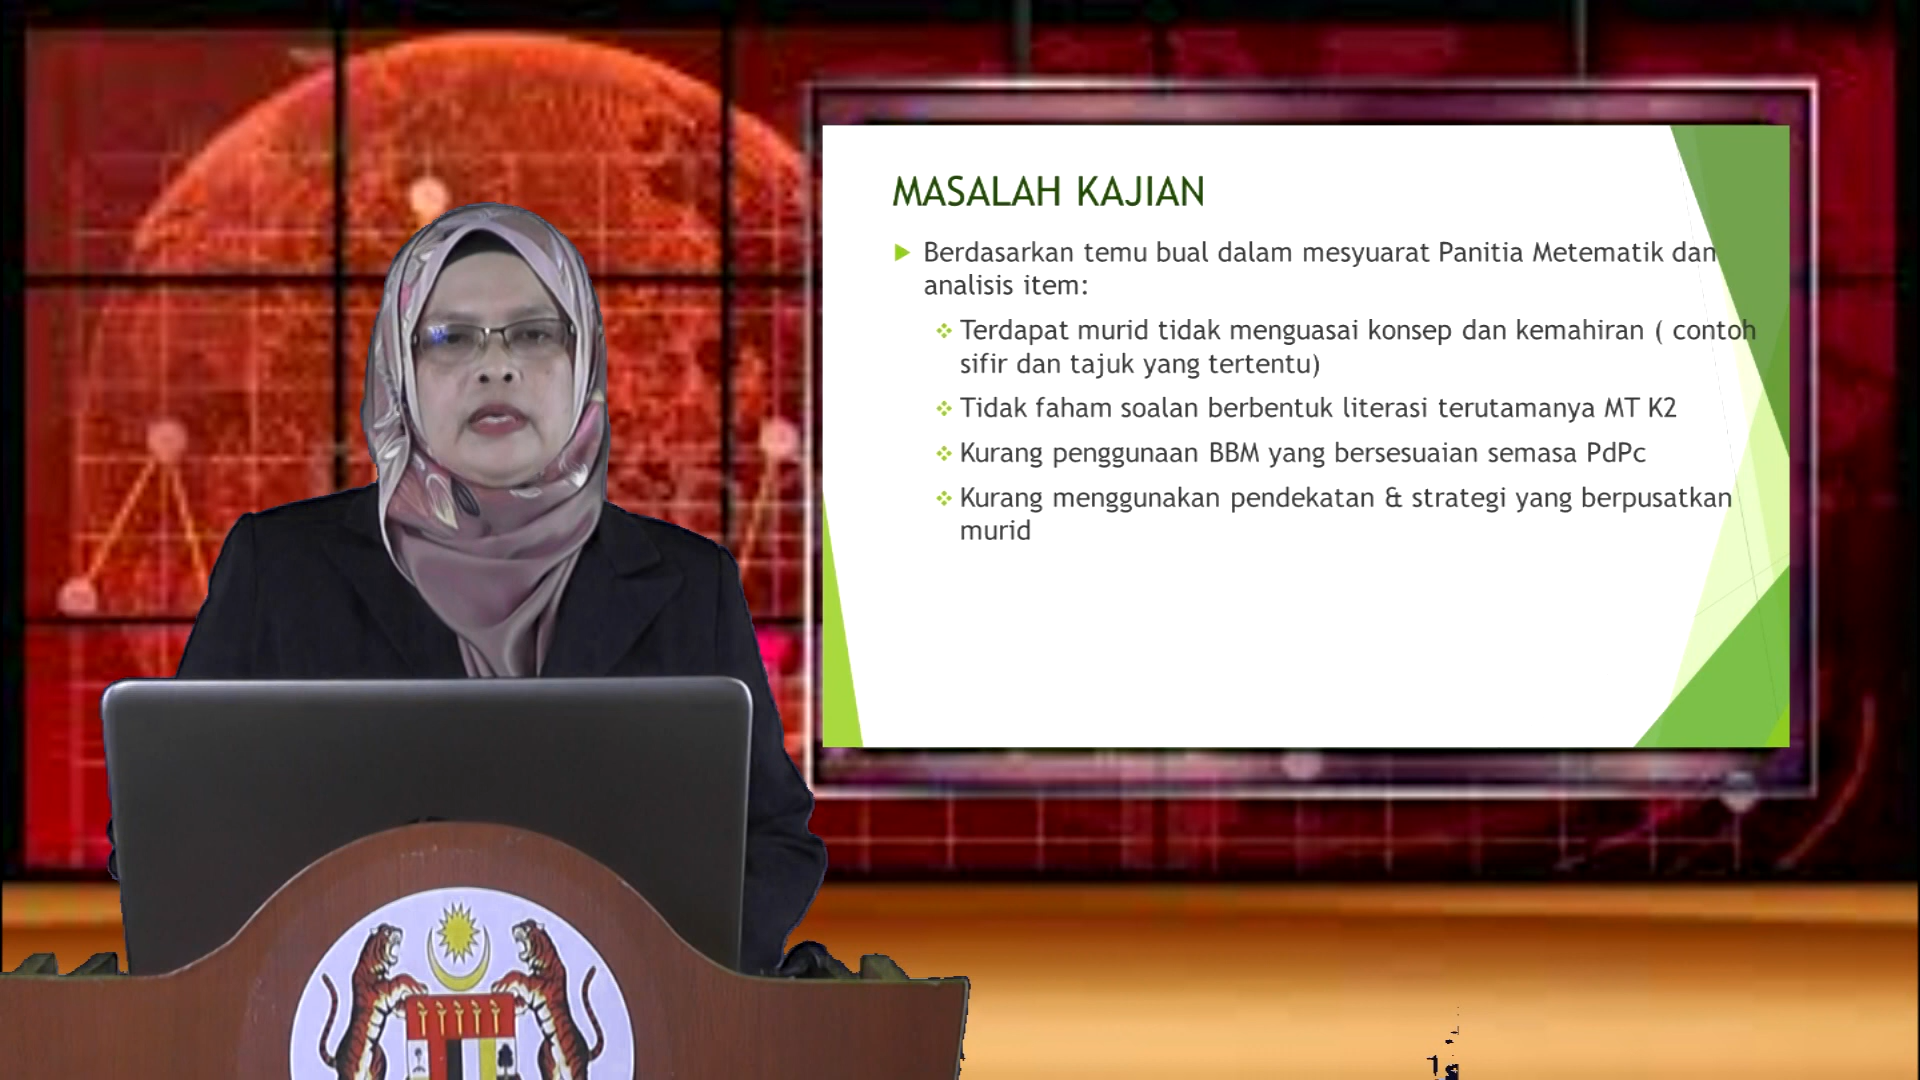 MASALAH KAJIAN
Berdasarkan temu bual dalam mesyuarat Panitia Metematik dan
analisis item:
Terdapat murid tidak menguasai konsep dan kemahiran ( contoh
sifir dan tajuk yang tertentu)
Tidak faham soalan berbentuk literasi terutamanya MT K2
Kurang penggunaan BBM yang bersesuaian semasa PdPc
Kurang menggunakan pendekatan & strategi yang berpusatkan
murid